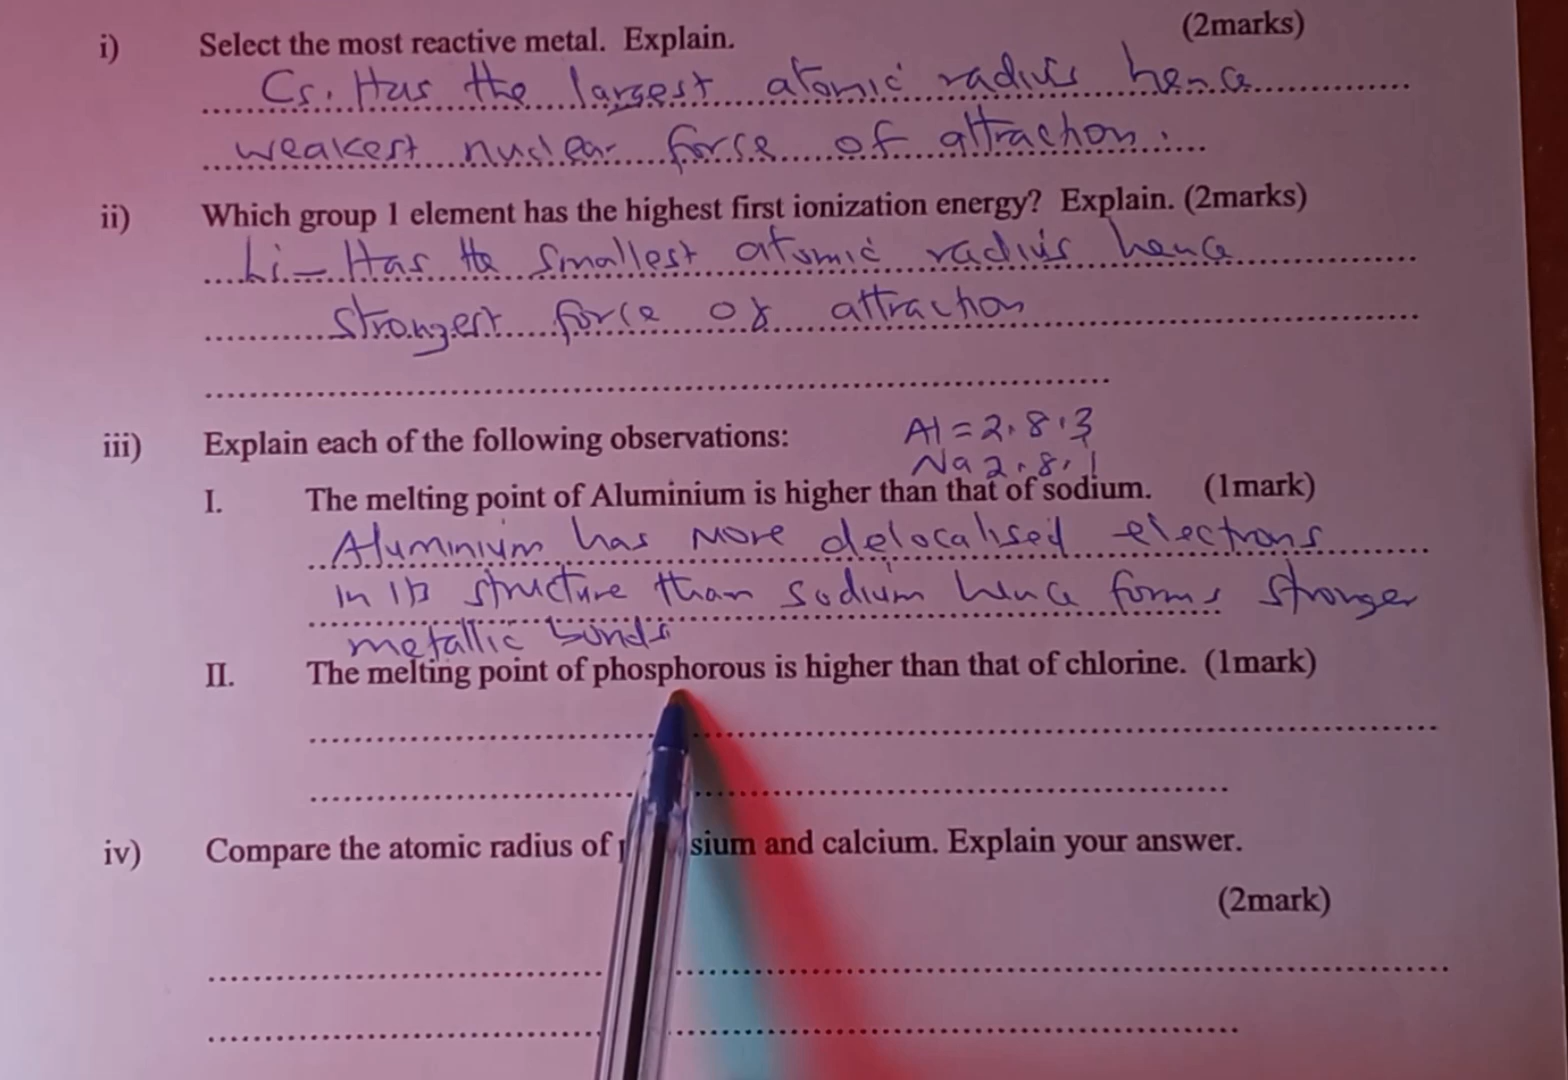 i) Select the most reactive metal. Explain. (2marks)
Cs. Has the largest atomic radius hence
weakest nuclear force of attraction.
ii) Which group 1 element has the highest first ionization energy? Explain. (2marks)
Li - Has the smallest atomic radius hence
strongest force of attraction
iii) Explain each of the following observations:
Al = 2.8.3
Na 2.8.1
I. The melting point of Aluminium is higher than that of sodium. (1mark)
Aluminium has more delocalised electrons
in its structure than sodium hence forms stronger
metallic bonds
II. The melting point of phosphorous is higher than that of chlorine. (1mark)
iv) Compare the atomic radius of sium and calcium. Explain your answer.
(2mark)